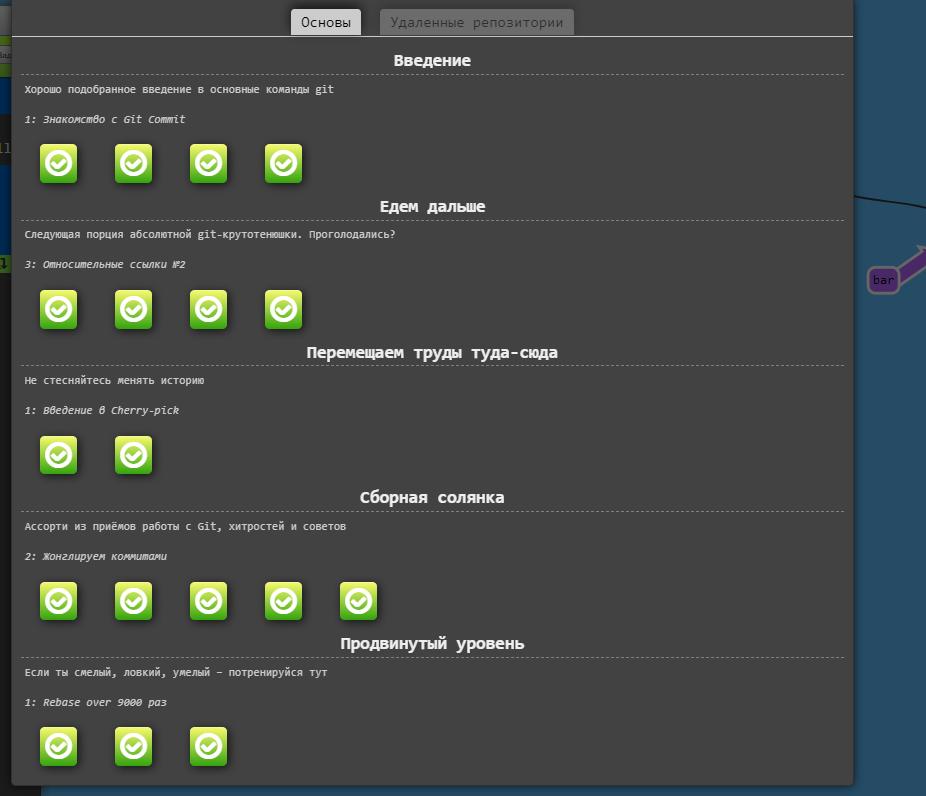 Основы
Удаленные репозитории
Введение
Хорошо подобранное введение в основные команды git
1: Знакомство с Git Commit
Едем дальше
Следующая порция абсолютной git-крутотенюшки. Проголодались?
3: Относительные ссылки №2
bar
Перемещаем труды туда-сюда
Не стесняйтесь менять историю
1: Введение в Cherry-pick
Сборная солянка
Ассорти из приёмов работы с Git, хитростей и советов
2: Жонглируем коммитами
Продвинутый уровень
Если ты смелый, ловкий, умелый – потренируйся тут
1: Rebase over 9000 раз